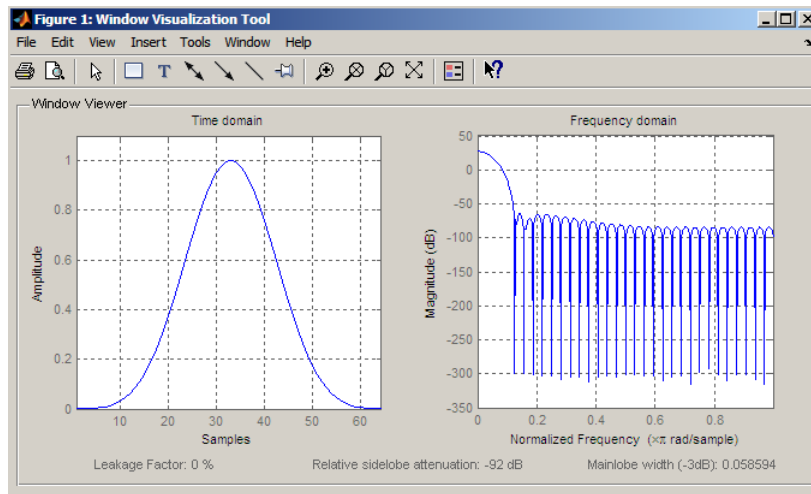 Figure 1: Window Visualization Tool
File Edit View Insert Tools Window Help
T
Window Viewer
Time domain
1
0.8
0.6
0.4
0.2
0
10 20 30 40 50 60
Amplitude
Samples
Frequency domain
50
0
-50
-100
-150
-200
-250
-300
-350
0 0.2 0.4 0.6 0.8
Magnitude (dB)
Normalized Frequency (×π rad/sample)
Leakage Factor: 0 % Relative sidelobe attenuation: -92 dB Mainlobe width (-3dB): 0.058594